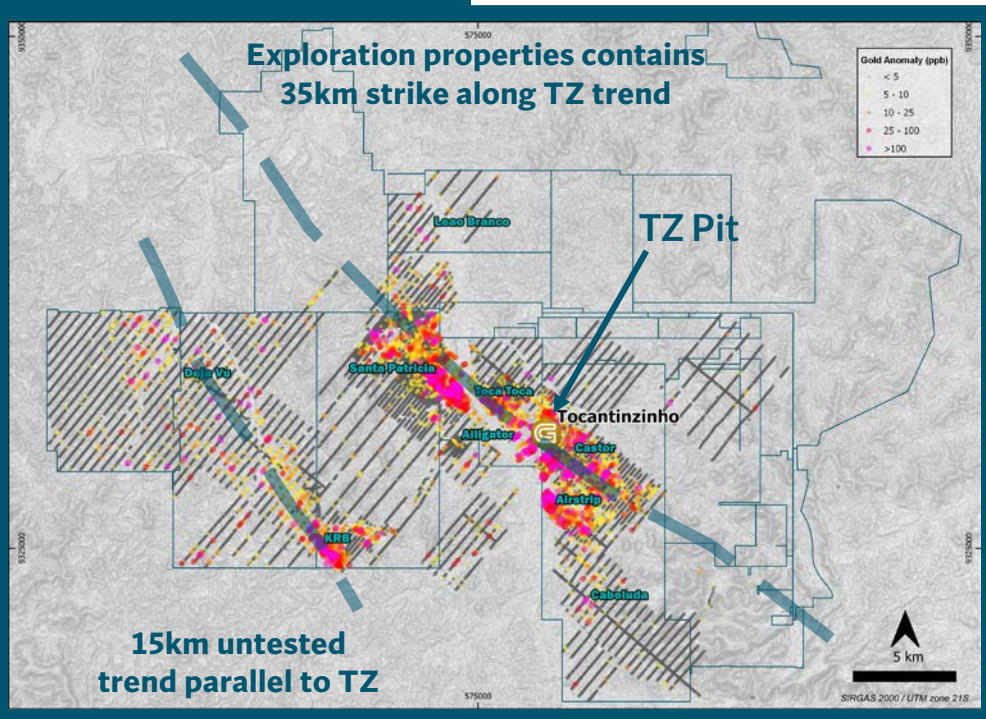 575000
9350000
9350000
Exploration properties contains
35km strike along TZ trend
Gold Anomaly (ppb)
< 5
5 - 10
10 - 25
25 - 100
>100
Leao Branco
TZ Pit
Deja Vu
Santa Patricia
Toca Toca
Tocantinzinho
Alligator
Castor
Airstrip
KRB
9325000
9325000
Cabeluda
15km untested
trend parallel to TZ
5 km
575000
SIRGAS 2000 / UTM zone 21S